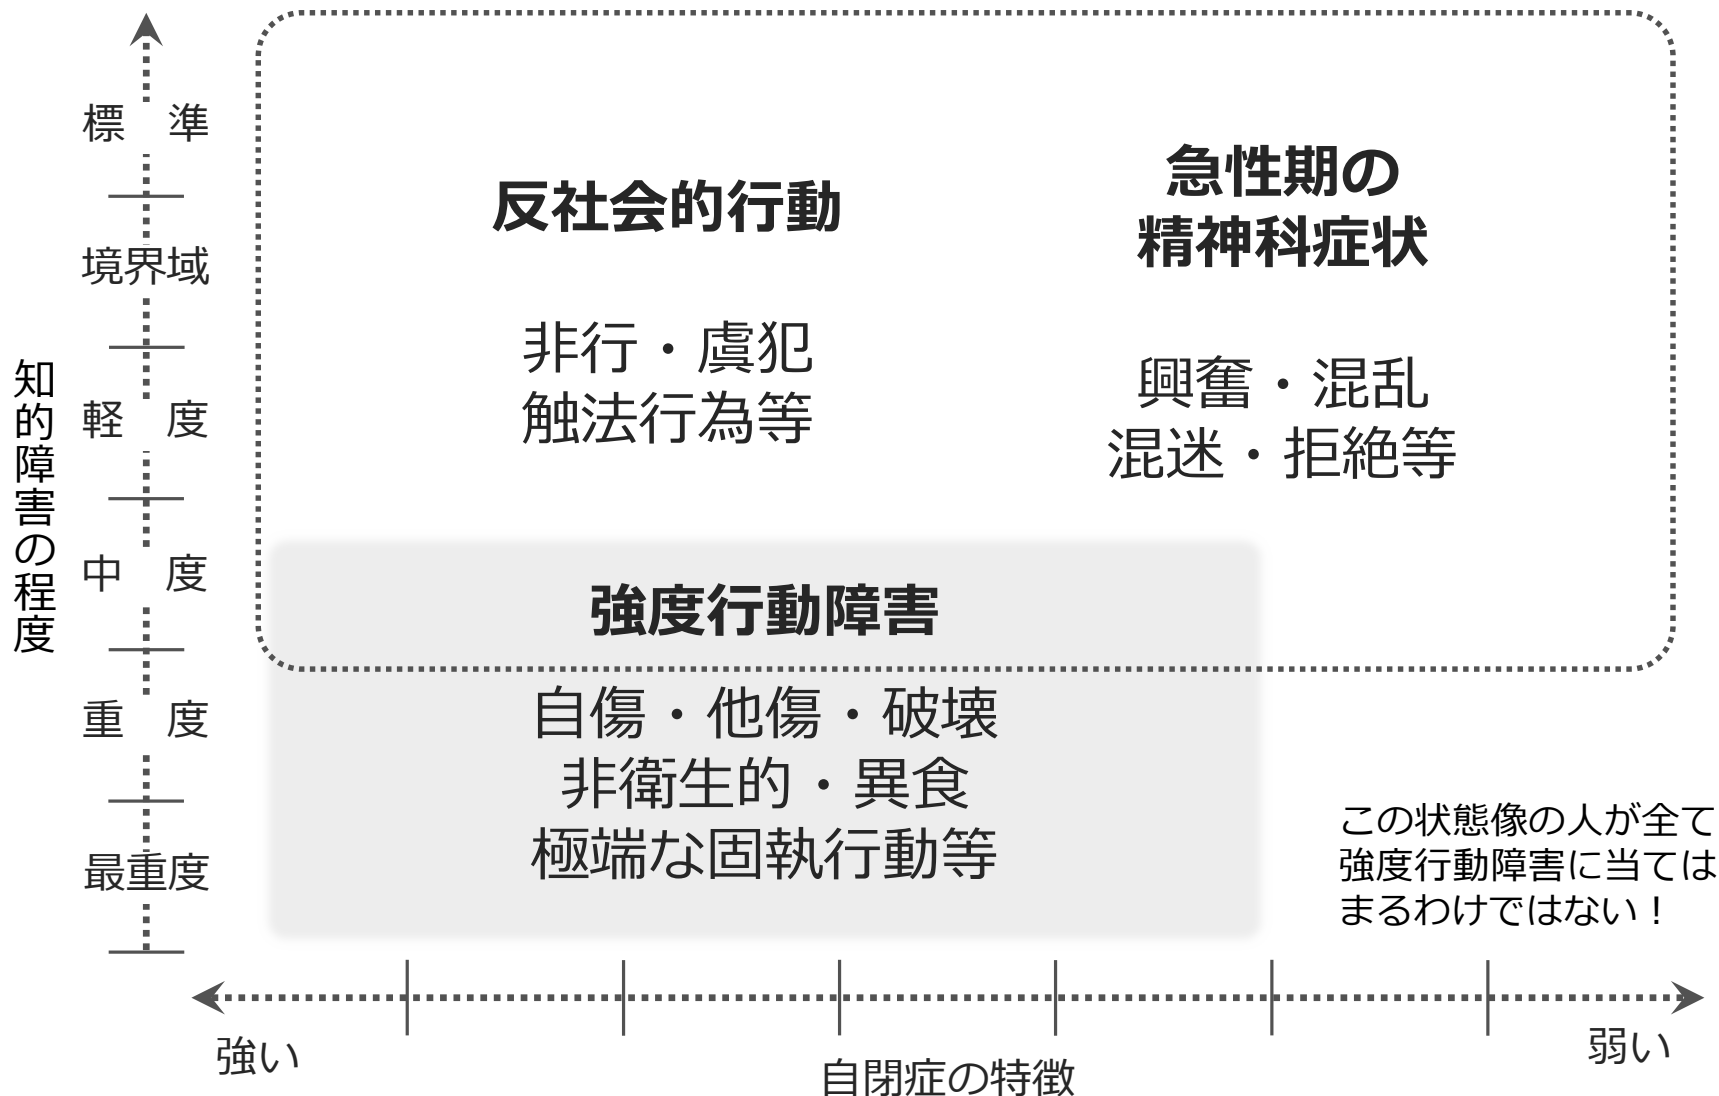 知的障害の程度
標　準
境界域
軽　度
中　度
重　度
最重度
反社会的行動
非行・虞犯
触法行為等
急性期の
精神科症状
興奮・混乱
混迷・拒絶等
強度行動障害
自傷・他傷・破壊
非衛生的・異食
極端な固執行動等
この状態像の人が全て
強度行動障害に当ては
まるわけではない！
強い
自閉症の特徴
弱い